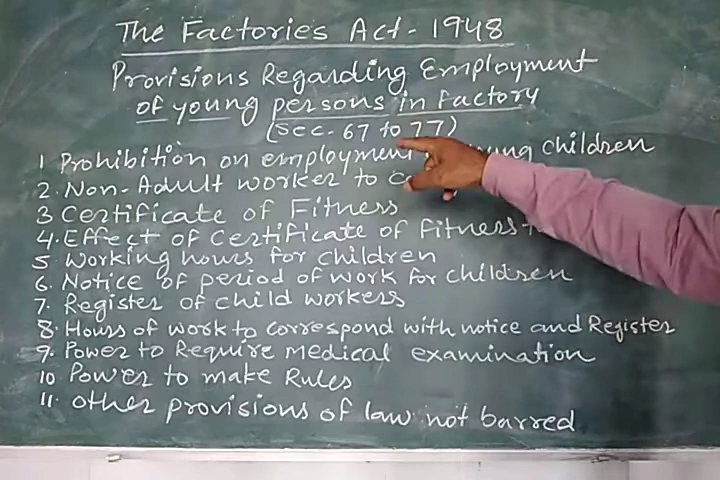 The Factories Act - 1948
Provisions Regarding Employment
of young persons in factory
(Sec - 67 to 77)
1 Prohibition on employment young children
2. Non-Adult worker to
3 Certificate of Fitness
4. Effect of Certificate of fitness
5 Working hours for children
6. Notice of period of work for children
7. Register of child workers
8. Hours of work to correspond with notice and Register
9. Power to Require medical examination
10 Power to make Rules
11. Other provisions of law not barred